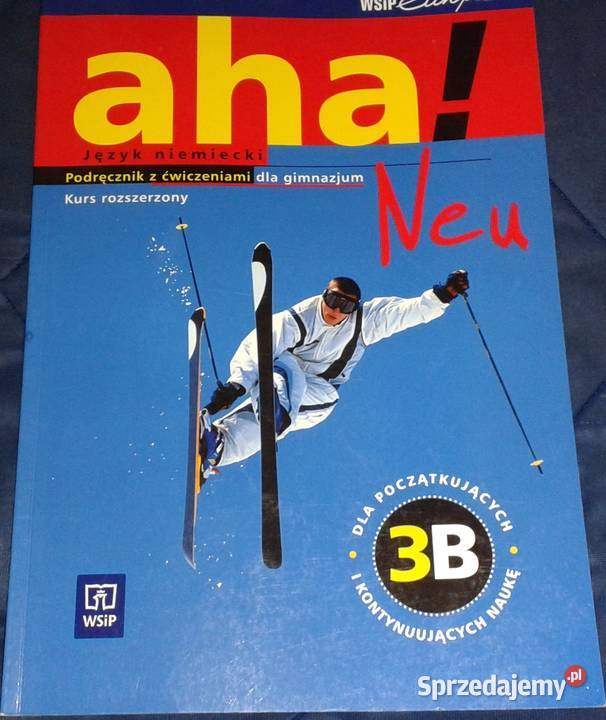 WSiP
aha!
Język niemiecki
Podręcznik z ćwiczeniami dla gimnazjum
Kurs rozszerzony
Neu
DLA POCZĄTKUJĄCYCH
3B
I KONTYNUUJĄCYCH NAUKĘ
WSiP
Sprzedajemy.pl